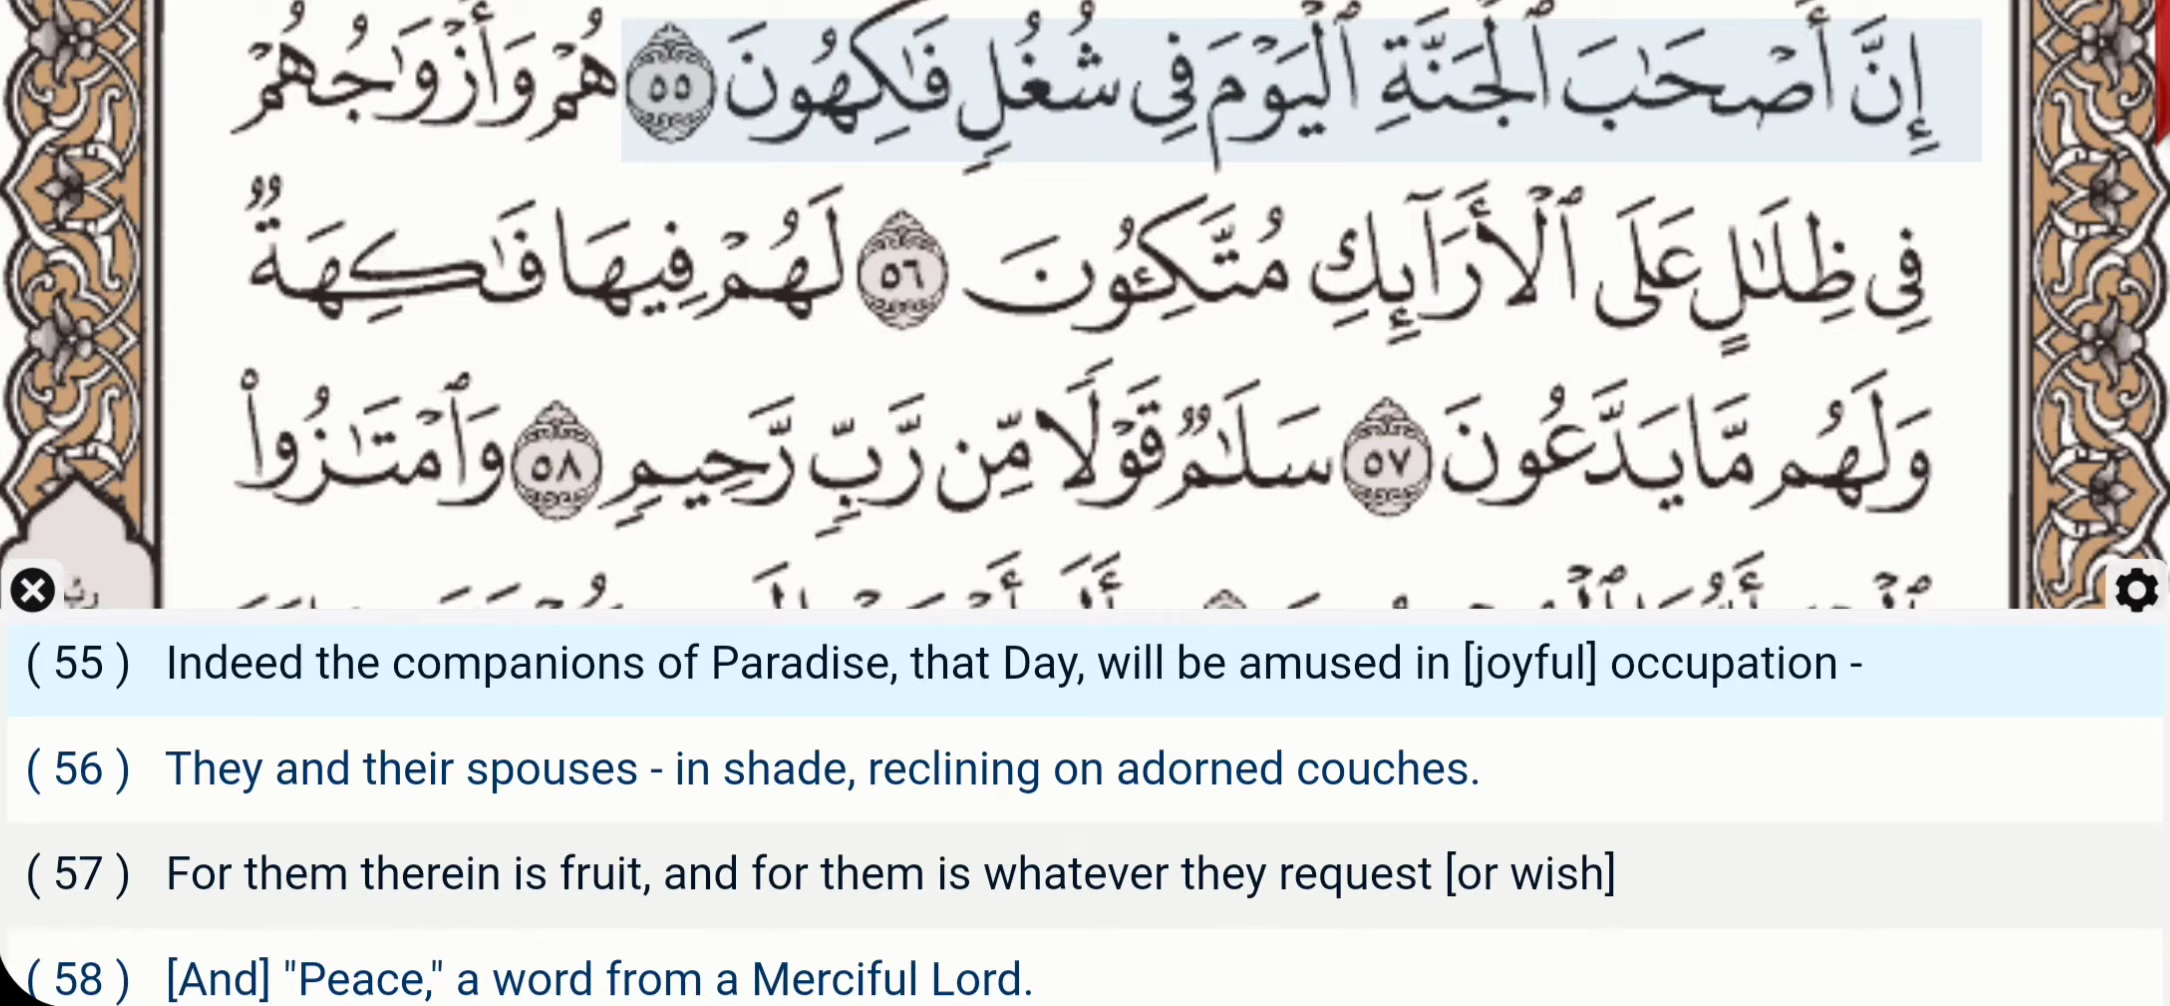 إِنَّ أَصْحَٰبَ ٱلْجَنَّةِ ٱلْيَوْمَ فِى شُغُلٍ فَٰكِهُونَ ٥٥ هُمْ وَأَزْوَٰجُهُمْ
فِى ظِلَٰلٍ عَلَى ٱلْأَرَآئِكِ مُتَّكِـُٔونَ ٥٦ لَهُمْ فِيهَا فَٰكِهَةٌ
وَلَهُم مَّا يَدَّعُونَ ٥٧ سَلَٰمٌ قَوْلًا مِّن رَّبٍّ رَّحِيمٍ ٥٨ وَٱمْتَٰزُوا۟
( 55 ) Indeed the companions of Paradise, that Day, will be amused in [joyful] occupation -
( 56 ) They and their spouses - in shade, reclining on adorned couches.
( 57 ) For them therein is fruit, and for them is whatever they request [or wish]
( 58 ) [And] "Peace," a word from a Merciful Lord.